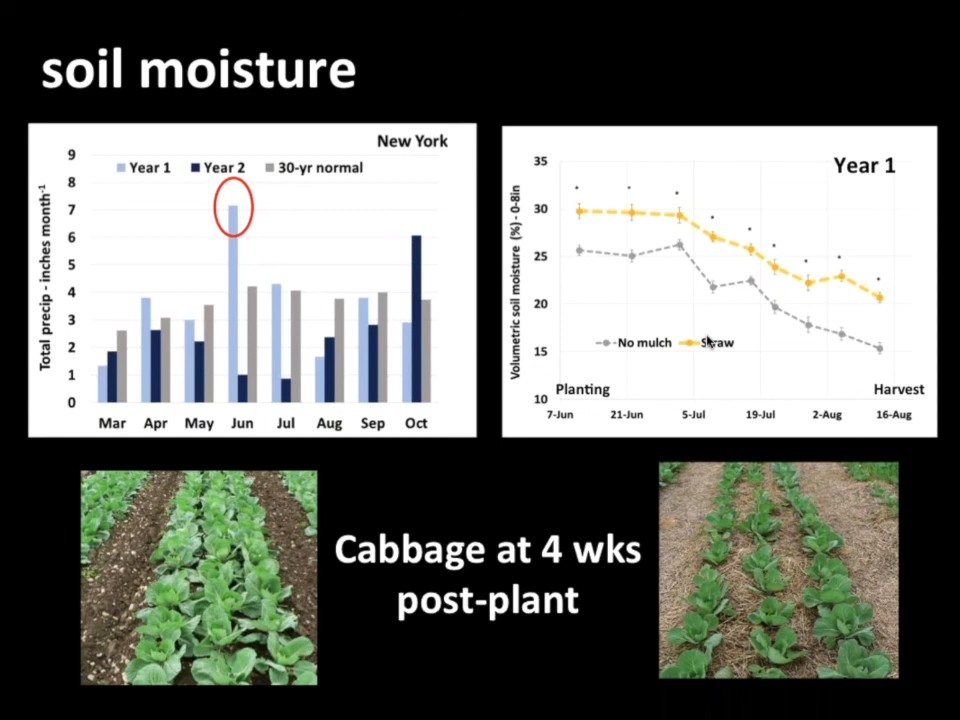 soil moisture
New York
Year 1 Year 2 30-yr normal
Total precip - inches month-1
9
8
7
6
5
4
3
2
1
0
Mar Apr May Jun Jul Aug Sep Oct
Year 1
Volumetric soil moisture (%) - 0-8in
35
30
25
20
15
10
No mulch Straw
Planting Harvest
7-Jun 21-Jun 5-Jul 19-Jul 2-Aug 16-Aug
Cabbage at 4 wks
post-plant